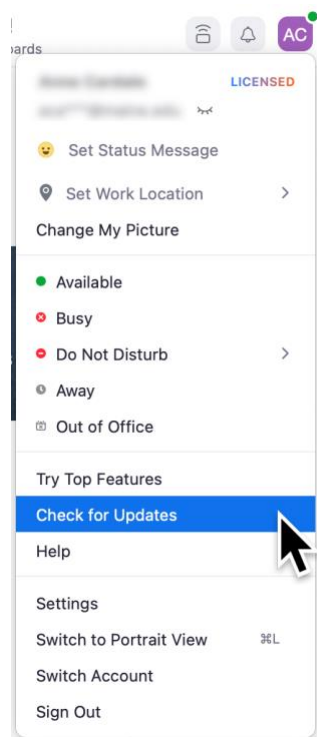 ards
AC
LICENSED
Set Status Message
Set Work Location
Change My Picture
Available
Busy
Do Not Disturb
Away
Out of Office
Try Top Features
Check for Updates
Help
Settings
Switch to Portrait View ⌘L
Switch Account
Sign Out